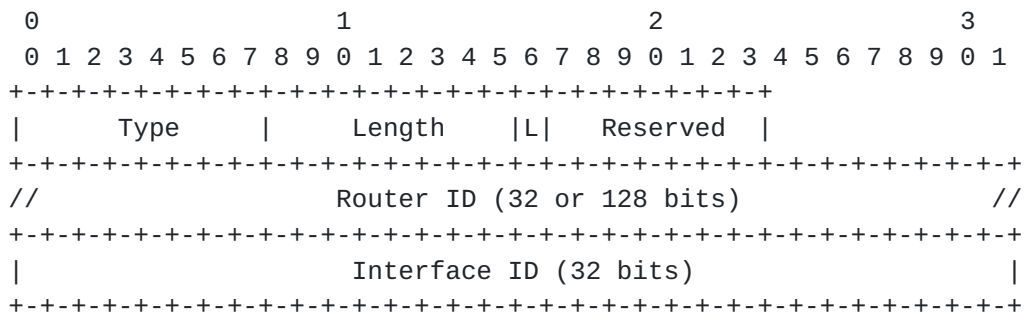 0                   1                   2                   3
 0 1 2 3 4 5 6 7 8 9 0 1 2 3 4 5 6 7 8 9 0 1 2 3 4 5 6 7 8 9 0 1
+-+-+-+-+-+-+-+-+-+-+-+-+-+-+-+-+-+-+-+-+-+-+-+-+
|      Type     |     Length    |L|   Reserved  |
+-+-+-+-+-+-+-+-+-+-+-+-+-+-+-+-+-+-+-+-+-+-+-+-+-+-+-+-+-+-+-+-+
//                   Router ID (32 or 128 bits)                //
+-+-+-+-+-+-+-+-+-+-+-+-+-+-+-+-+-+-+-+-+-+-+-+-+-+-+-+-+-+-+-+-+
|                     Interface ID (32 bits)                    |
+-+-+-+-+-+-+-+-+-+-+-+-+-+-+-+-+-+-+-+-+-+-+-+-+-+-+-+-+-+-+-+-+